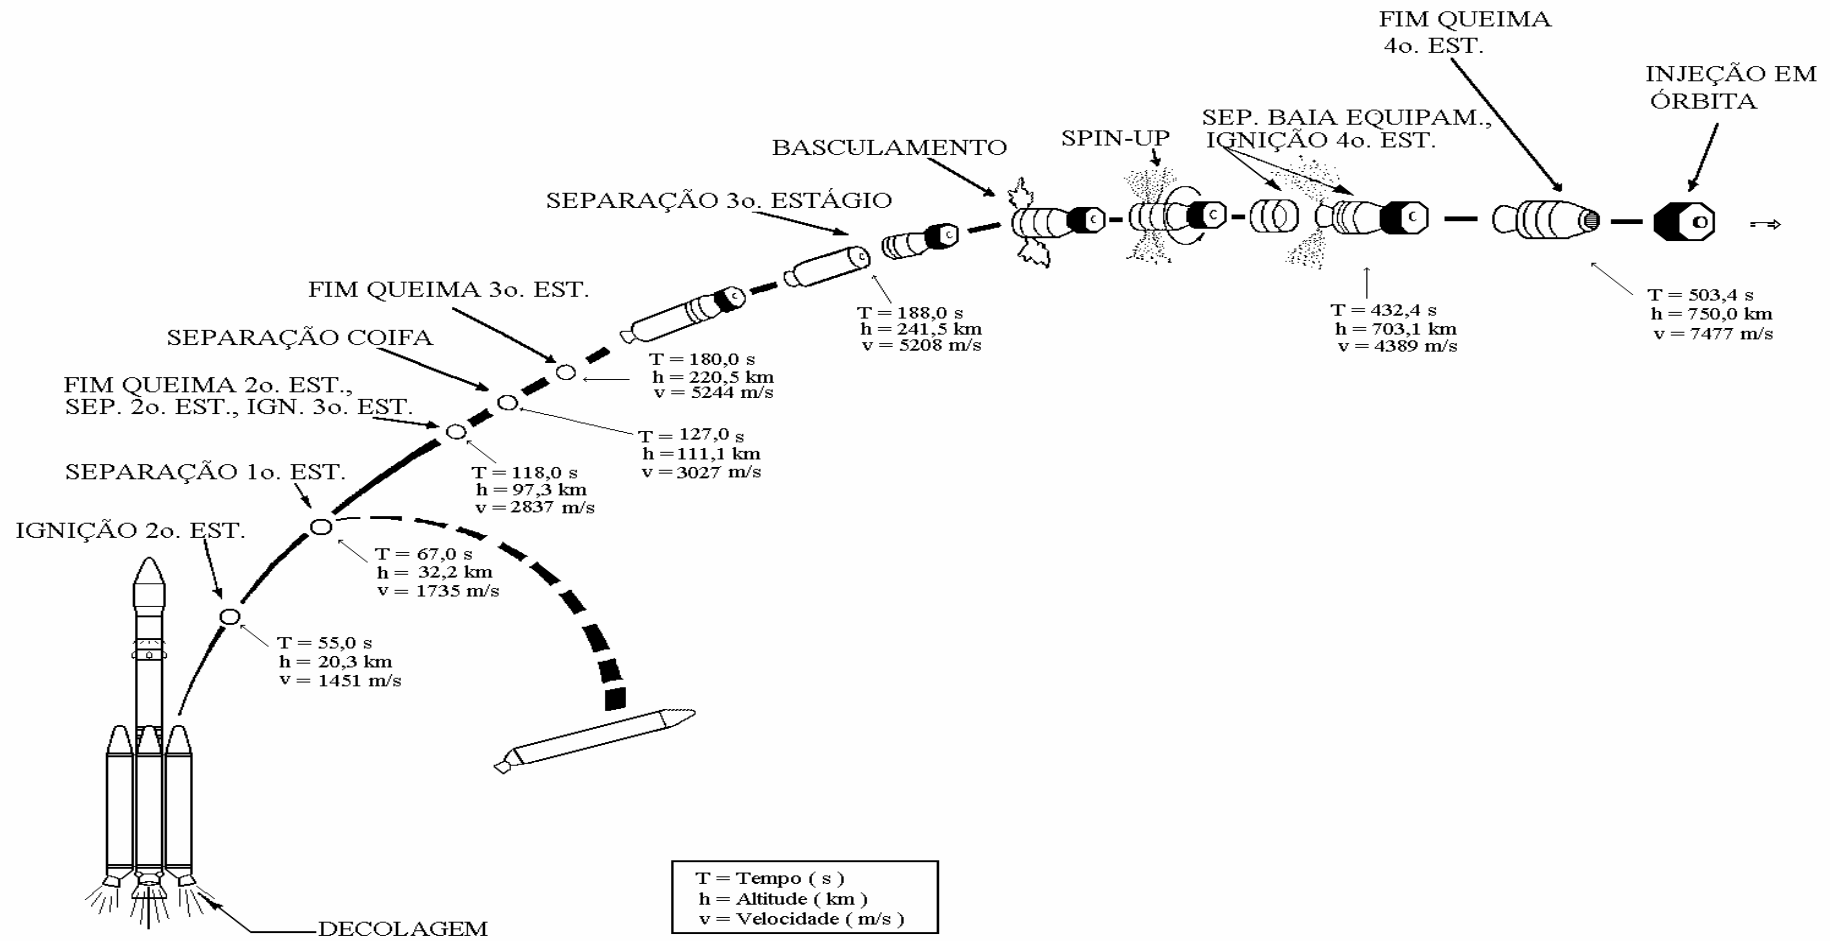 FIM QUEIMA
4o. EST.
INJEÇÃO EM
ÓRBITA
SEP. BAIA EQUIPAM.,
IGNIÇÃO 4o. EST.
SPIN-UP
BASCULAMENTO
SEPARAÇÃO 3o. ESTÁGIO
C
C
C
C
C
O
FIM QUEIMA 3o. EST.
C
C
T = 503,4 s
h = 750,0 km
v = 7477 m/s
T = 432,4 s
h = 703,1 km
v = 4389 m/s
T = 188,0 s
h = 241,5 km
v = 5208 m/s
SEPARAÇÃO COIFA
T = 180,0 s
h = 220,5 km
v = 5244 m/s
FIM QUEIMA 2o. EST.,
SEP. 2o. EST., IGN. 3o. EST.
T = 127,0 s
h = 111,1 km
v = 3027 m/s
SEPARAÇÃO 1o. EST.
T = 118,0 s
h = 97,3 km
v = 2837 m/s
IGNIÇÃO 2o. EST.
T = 67,0 s
h = 32,2 km
v = 1735 m/s
T = 55,0 s
h = 20,3 km
v = 1451 m/s
T = Tempo ( s )
h = Altitude ( km )
v = Velocidade ( m/s )
DECOLAGEM